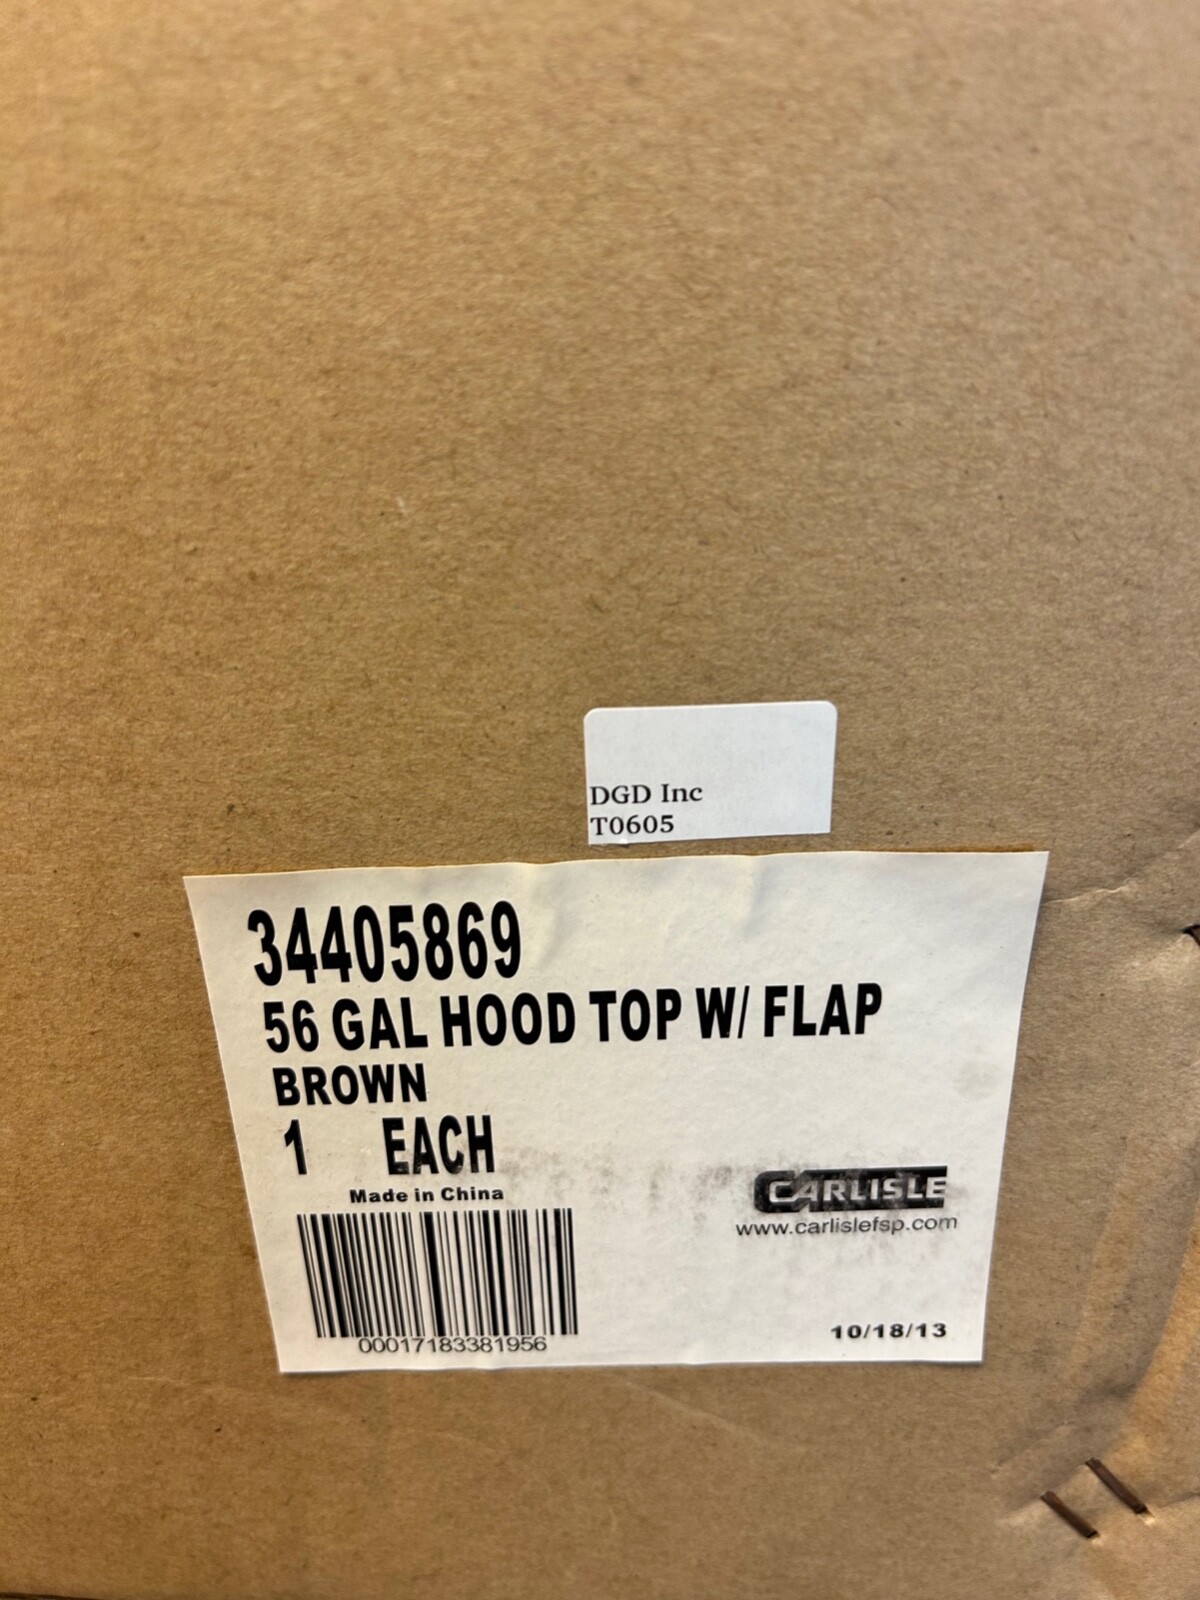 DGD Inc
T0605
34405869
56 GAL HOOD TOP W/ FLAP
BROWN
1 EACH
Made in China
00017183381956
CARLISLE
www.carlislefsp.com
10/18/13